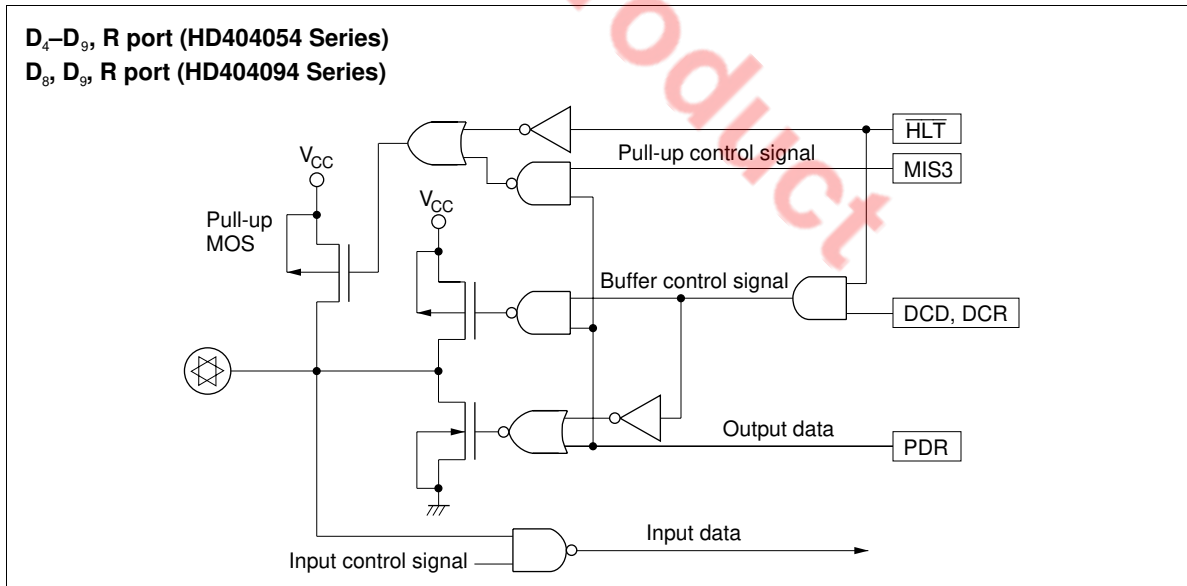 D₄–D₉, R port (HD404054 Series)
D₈, D₉, R port (HD404094 Series)
roduct
HLT
Pull-up control signal
MIS3
VCC
VCC
Pull-up
MOS
Buffer control signal
DCD, DCR
Output data
PDR
Input data
Input control signal